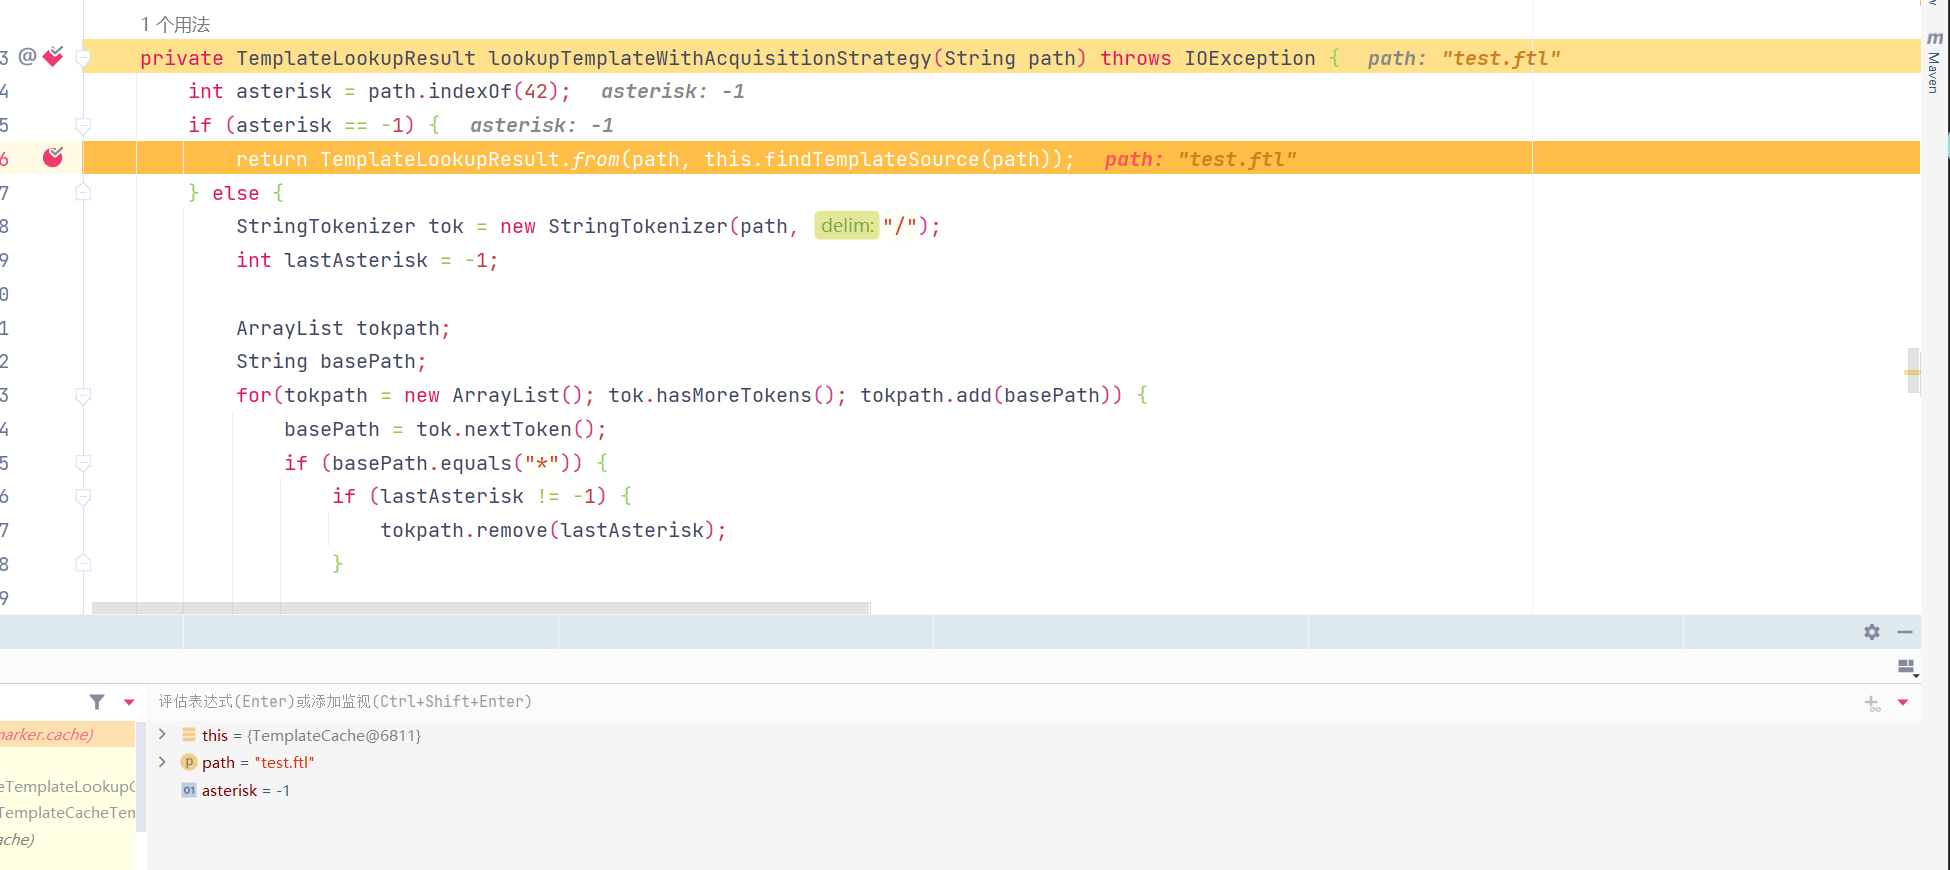 1 个用法
3 @ private TemplateLookupResult lookupTemplateWithAcquisitionStrategy(String path) throws IOException { path: "test.ftl"
4 int asterisk = path.indexOf(42); asterisk: -1
5 if (asterisk == -1) { asterisk: -1
6 return TemplateLookupResult.from(path, this.findTemplateSource(path)); path: "test.ftl"
7 } else {
8 StringTokenizer tok = new StringTokenizer(path, delim: "/");
9 int lastAsterisk = -1;
0
1 ArrayList tokpath;
2 String basePath;
3 for(tokpath = new ArrayList(); tok.hasMoreTokens(); tokpath.add(basePath)) {
4 basePath = tok.nextToken();
5 if (basePath.equals("*")) {
6 if (lastAsterisk != -1) {
7 tokpath.remove(lastAsterisk);
8 }
9
m Maven
评估表达式(Enter)或添加监视(Ctrl+Shift+Enter)
marker.cache)
eTemplateLookupC
TemplateCacheTem
ache)
this = {TemplateCache@6811}
p path = "test.ftl"
01 asterisk = -1